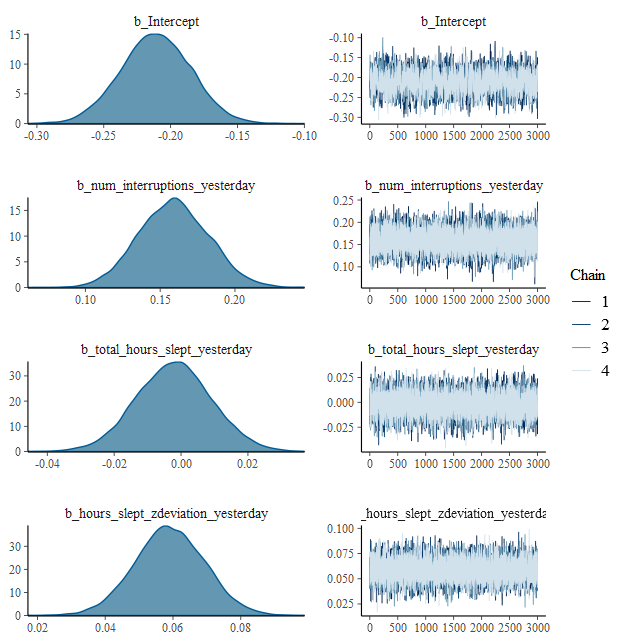 b_Intercept
15
10
5
0
-0.30 -0.25 -0.20 -0.15 -0.10
b_Intercept
-0.10
-0.15
-0.20
-0.25
-0.30
0 500 1000 1500 2000 2500 3000
b_num_interruptions_yesterday
15
10
5
0
0.10 0.15 0.20
b_num_interruptions_yesterday
0.25
0.20
0.15
0.10
0 500 1000 1500 2000 2500 3000
b_total_hours_slept_yesterday
30
20
10
0
-0.04 -0.02 0.00 0.02
b_total_hours_slept_yesterday
0.025
0.000
-0.025
0 500 1000 1500 2000 2500 3000
b_hours_slept_zdeviation_yesterday
30
20
10
0
0.02 0.04 0.06 0.08
_hours_slept_zdeviation_yesterda
0.100
0.075
0.050
0.025
0 500 1000 1500 2000 2500 3000
Chain
1
2
3
4